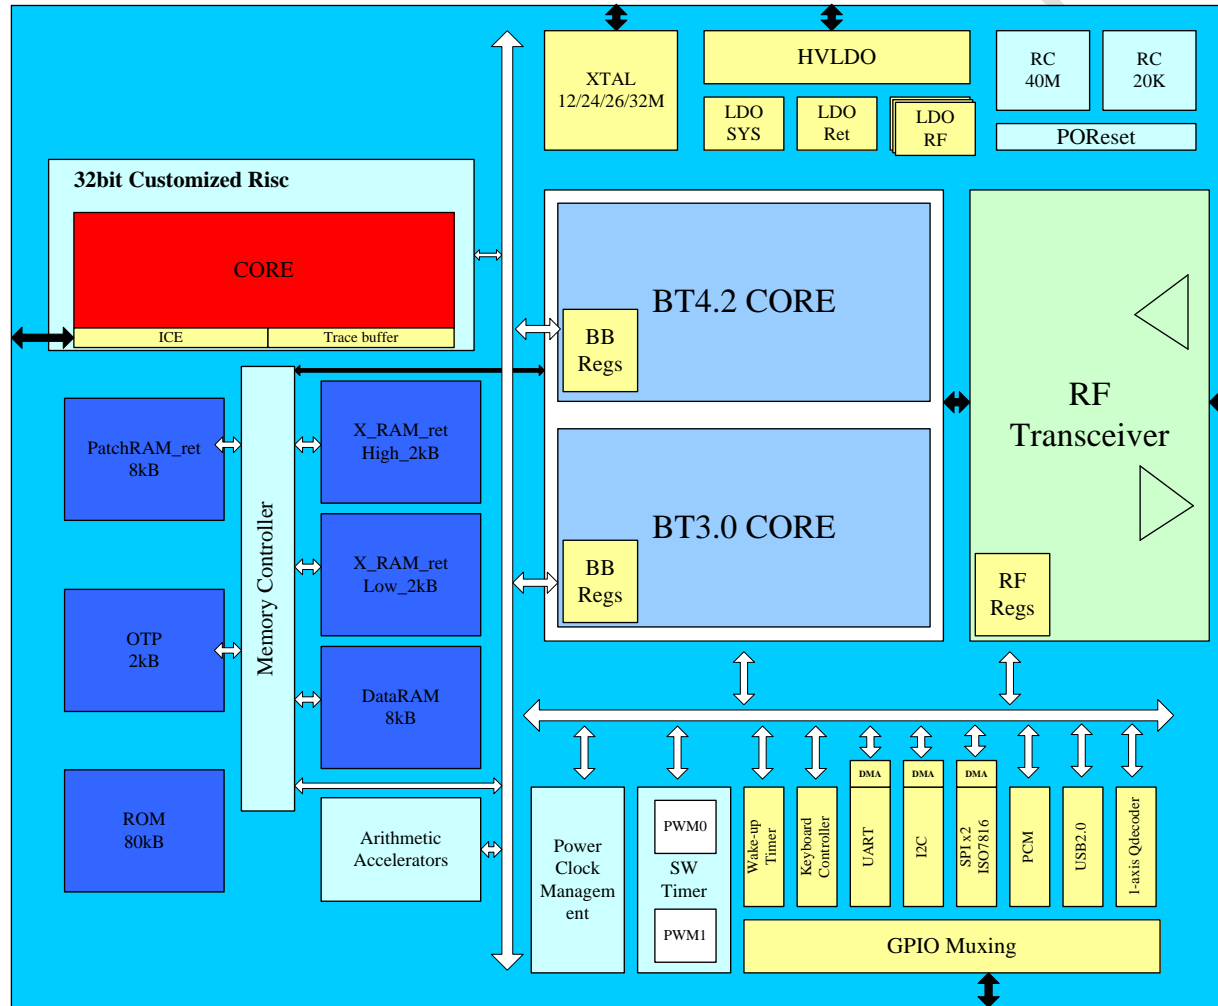 XTAL
12/24/26/32M
HVLDO
RC
40M
RC
20K
LDO
SYS
LDO
Ret
LDO
RF
POReset
32bit Customized Risc
CORE
ICE
Trace buffer
BT4.2 CORE
BB
Regs
RF
Transceiver
PatchRAM_ret
8kB
Memory Controller
X_RAM_ret
High_2kB
X_RAM_ret
Low_2kB
BT3.0 CORE
BB
Regs
RF
Regs
OTP
2kB
DataRAM
8kB
ROM
80kB
Arithmetic
Accelerators
Power
Clock
Managem
ent
PWM0
SW
Timer
PWM1
Wake-up
Timer
Keyboard
Controller
DMA
UART
DMA
I2C
DMA
SPI x2
ISO7816
PCM
USB2.0
1-axis Qdecoder
GPIO Muxing